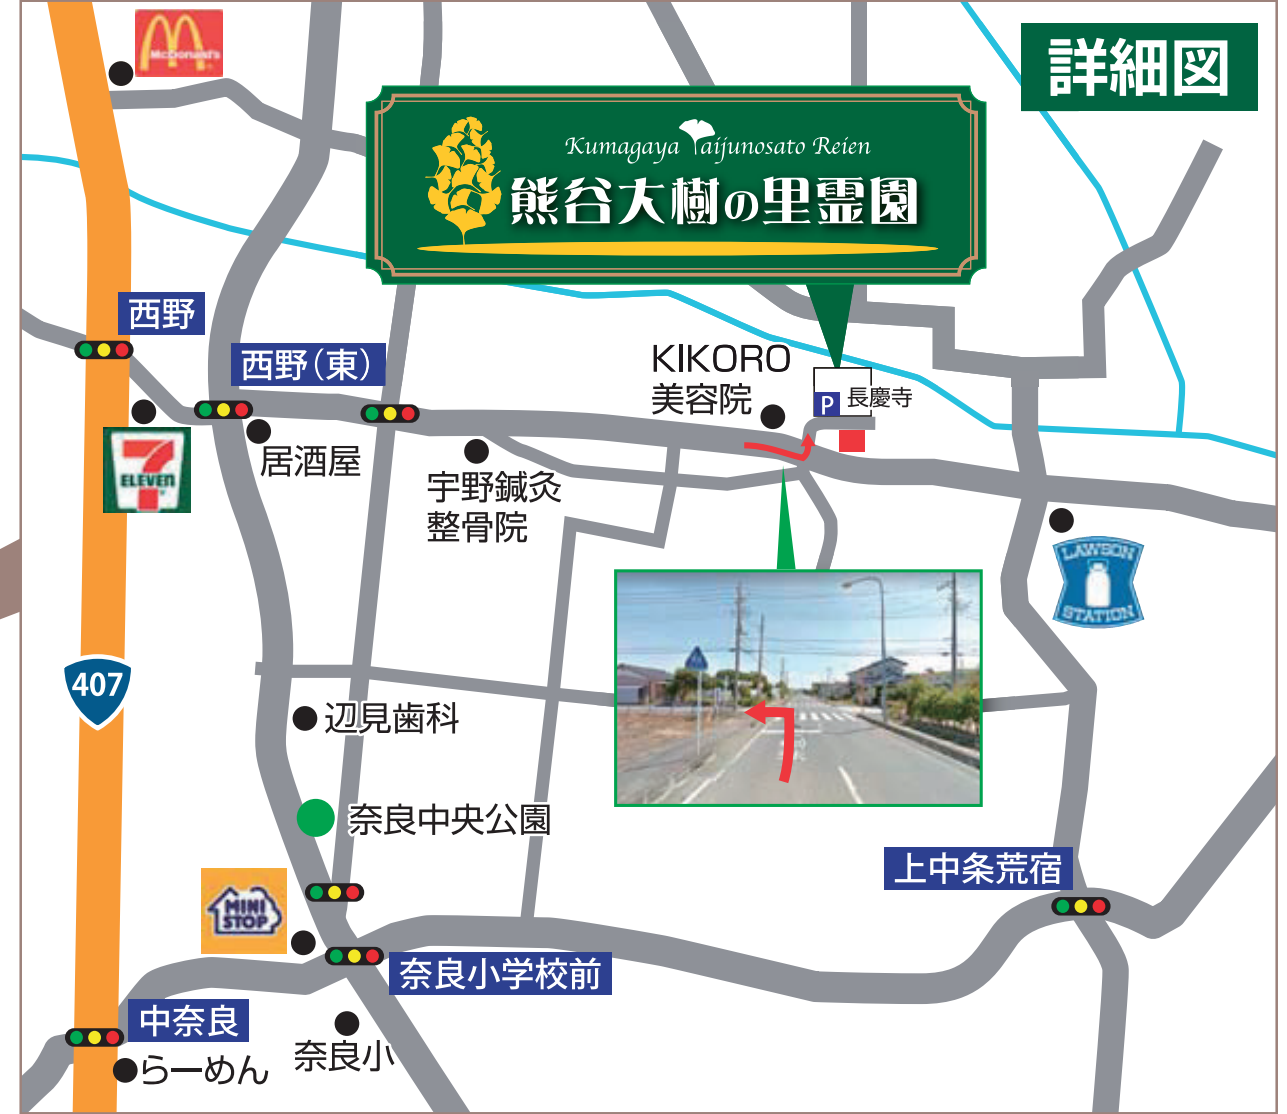 McDonald's
詳細図
Kumagaya Taijunosato Reien
熊谷大樹の里霊園
西野
西野(東)
KIKORO
美容院
P
長慶寺
7
ELEVEN
居酒屋
宇野鍼灸
整骨院
LAWSON
STATION
407
辺見歯科
奈良中央公園
上中条荒宿
MINI
STOP
奈良小学校前
中奈良
奈良小
らーめん